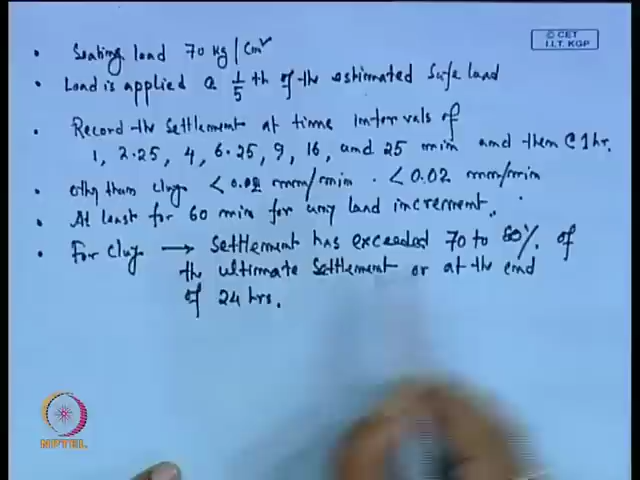 © CET
I.I.T. KGP
• Seating load 70 kg/cm²
• Load is applied @ 1/5 th of the estimated safe load
• Record the settlement at time intervals of
1, 2.25, 4, 6.25, 9, 16, and 25 min and then @ 1 hr.
• other than clay < 0.02 mm/min . < 0.02 mm/min
• At least for 60 min for any load increment.
• For clay → Settlement has exceeded 70 to 80% of
the ultimate settlement or at the end
of 24 hrs.
NPTEL